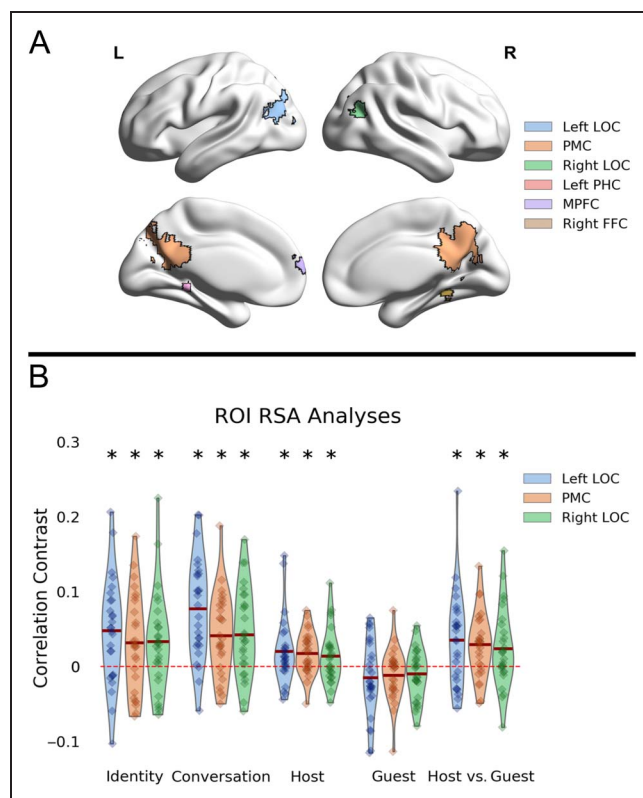 A
L
R
Left LOC
PMC
Right LOC
Left PHC
MPFC
Right FFC
B
ROI RSA Analyses
0.3
* * * * * * * * * * * *
Left LOC
PMC
Right LOC
0.2
0.1
0
−0.1
Correlation Contrast
Identity Conversation Host Guest Host vs. Guest